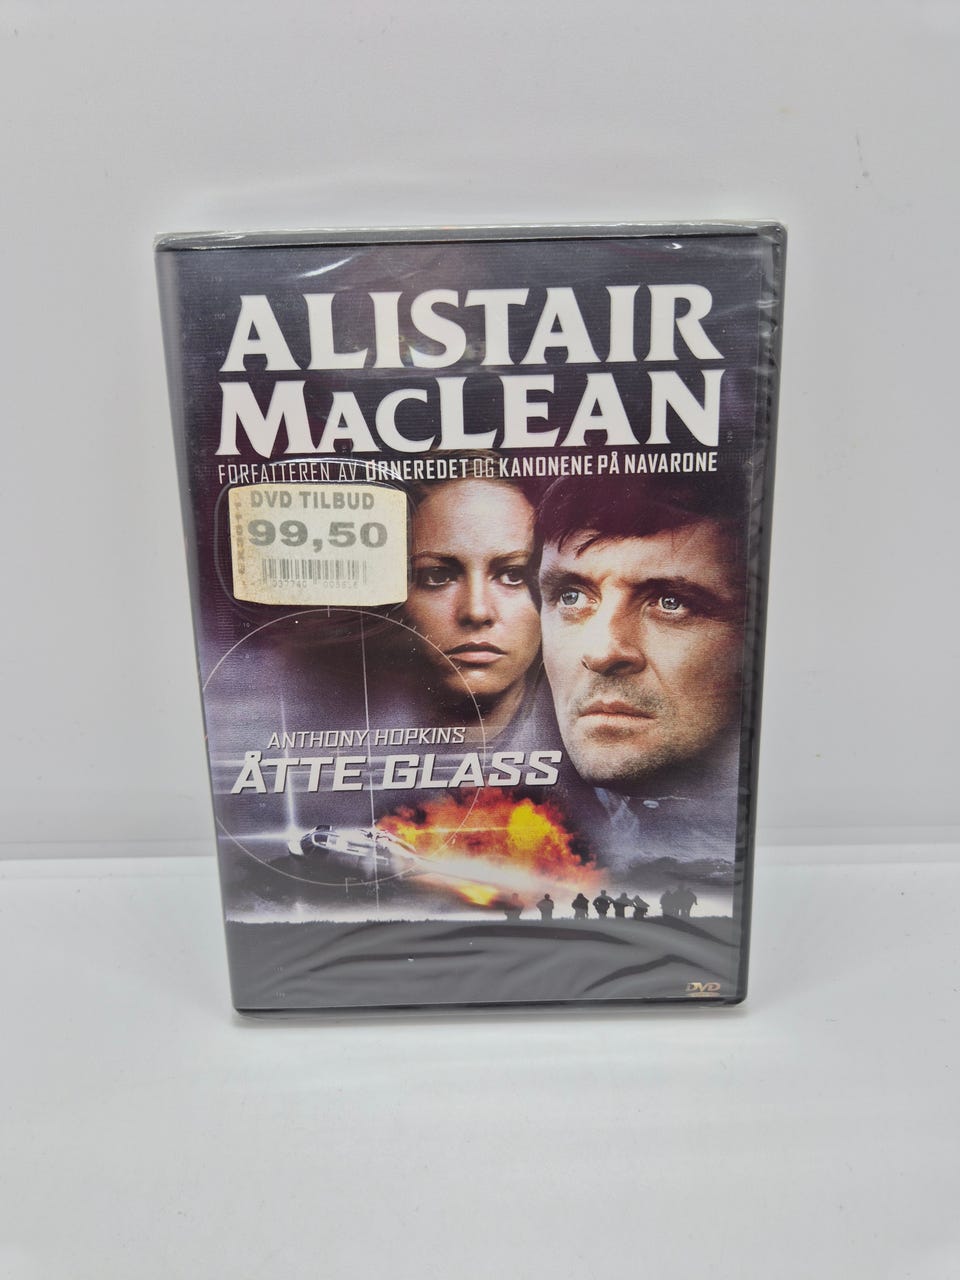 ALISTAIR
MACLEAN
FORFATTEREN AV ØRNEREDET OG KANONENE PÅ NAVARONE
DVD TILBUD
99,50
ANTHONY HOPKINS
ÅTTE GLASS
DVD